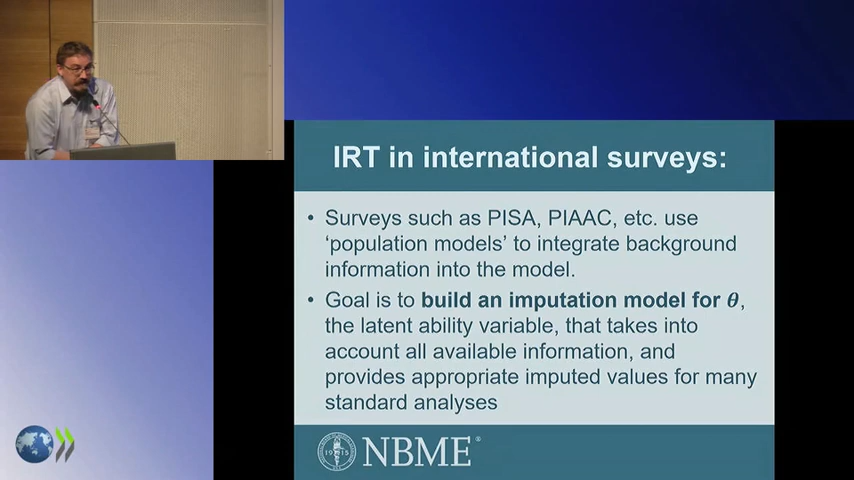 IRT in international surveys:
• Surveys such as PISA, PIAAC, etc. use
‘population models’ to integrate background
information into the model.
• Goal is to build an imputation model for θ,
the latent ability variable, that takes into
account all available information, and
provides appropriate imputed values for many
standard analyses
1915
NBME®